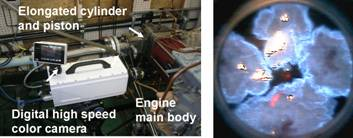 Elongated cylinder
and piston
Digital high speed
color camera
Engine
main body